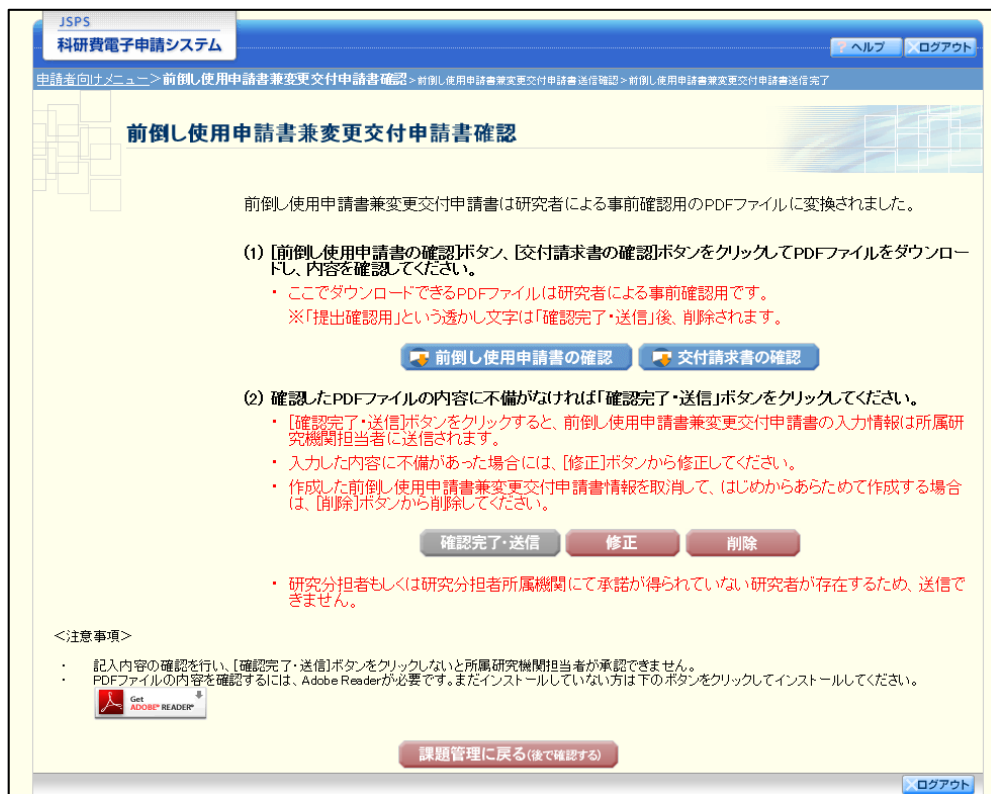 JSPS
科研費電子申請システム
? ヘルプ
×ログアウト
申請者向けメニュー>前倒し使用申請書兼変更交付申請書確認>前倒し使用申請書兼変更交付申請書送信確認>前倒し使用申請書兼変更交付申請書送信完了
前倒し使用申請書兼変更交付申請書確認
前倒し使用申請書兼変更交付申請書は研究者による事前確認用のPDFファイルに変換されました。
(1) [前倒し使用申請書の確認]ボタン、[交付請求書の確認]ボタンをクリックしてPDFファイルをダウンロー
ドし、内容を確認してください。
・ ここでダウンロードできるPDFファイルは研究者による事前確認用です。
※「提出確認用」という透かし文字は「確認完了・送信」後、削除されます。
前倒し使用申請書の確認
交付請求書の確認
(2) 確認したPDFファイルの内容に不備がなければ「確認完了・送信」ボタンをクリックしてください。
・ [確認完了・送信]ボタンをクリックすると、前倒し使用申請書兼変更交付申請書の入力情報は所属研
究機関担当者に送信されます。
・ 入力した内容に不備があった場合には、[修正]ボタンから修正してください。
・ 作成した前倒し使用申請書兼変更交付申請書情報を取消して、はじめからあらためて作成する場合
は、[削除]ボタンから削除してください。
確認完了・送信
修正
削除
・ 研究分担者もしくは研究分担者所属機関にて承諾が得られていない研究者が存在するため、送信で
きません。
<注意事項>
・ 記入内容の確認を行い、[確認完了・送信]ボタンをクリックしないと所属研究機関担当者が承認できません。
・ PDFファイルの内容を確認するには、Adobe Readerが必要です。まだインストールしていない方は下のボタンをクリックしてインストールしてください。
Get
ADOBE® READER®
課題管理に戻る(後で確認する)
×ログアウト